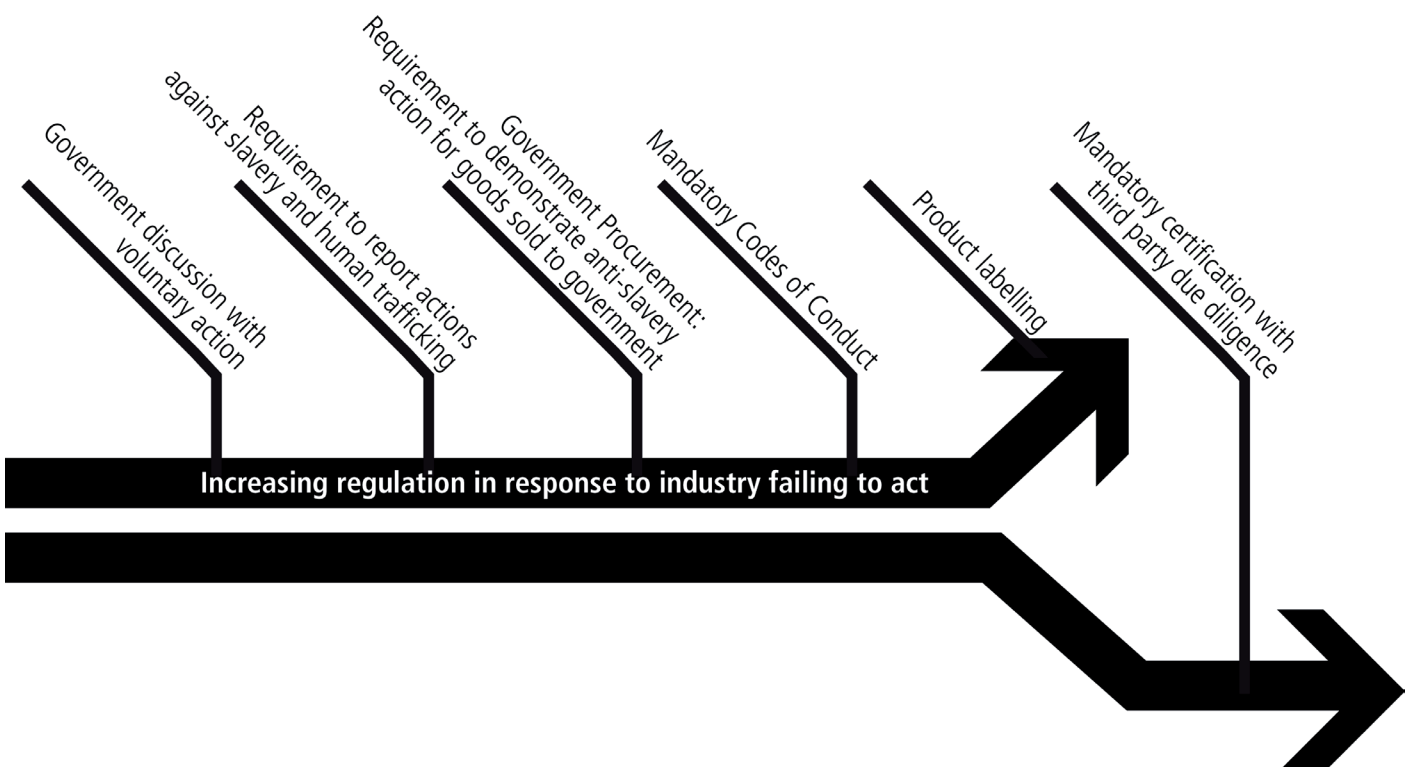 Government discussion with
voluntary action
Requirement to report actions
against slavery and human trafficking
Government Procurement:
Requirement to demonstrate anti-slavery
action for goods sold to government
Mandatory Codes of Conduct
Product labelling
Mandatory certification with
third party due diligence
Increasing regulation in response to industry failing to act